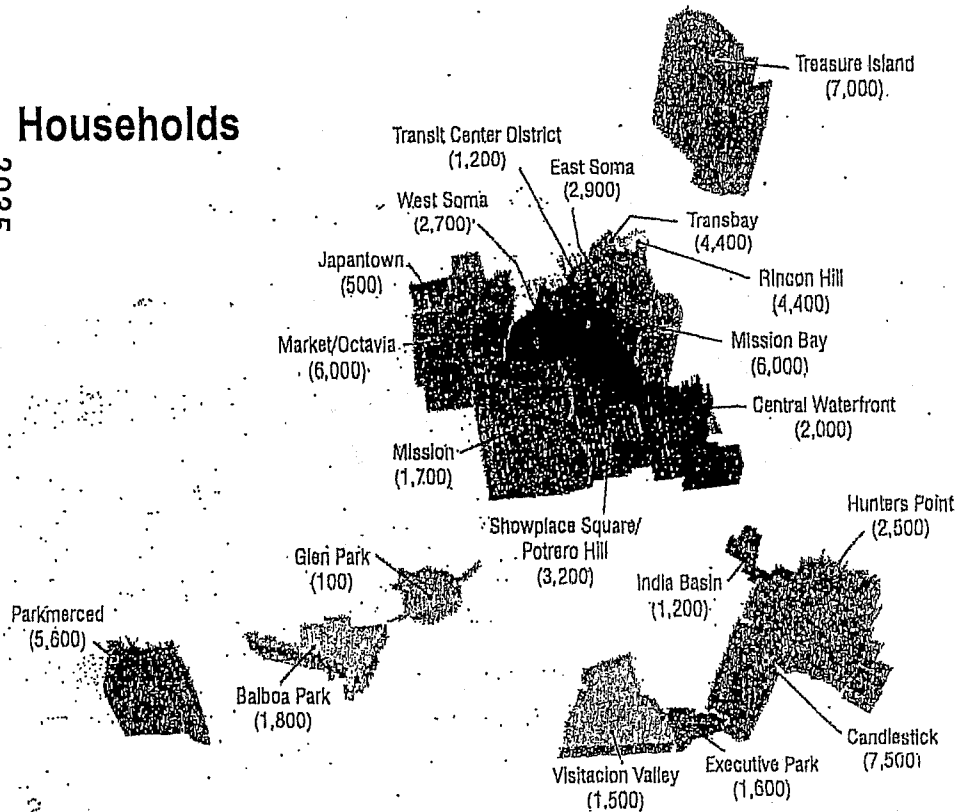 Households
2035
Treasure Island
(7,000)
Transit Center District
(1,200)
East Soma
(2,900)
West Soma
(2,700)
Transbay
(4,400)
Japantown
(500)
Rincon Hill
(4,400)
Market/Octavia
(6,000)
Mission Bay
(6,000)
Central Waterfront
(2,000)
Mission
(1,700)
Showplace Square/
Potrero Hill
(3,200)
Hunters Point
(2,500)
Glen Park
(100)
India Basin
(1,200)
Parkmerced
(5,600)
Balboa Park
(1,800)
Candlestick
(7,500)
Executive Park
(1,600)
Visitacion Valley
(1,500)